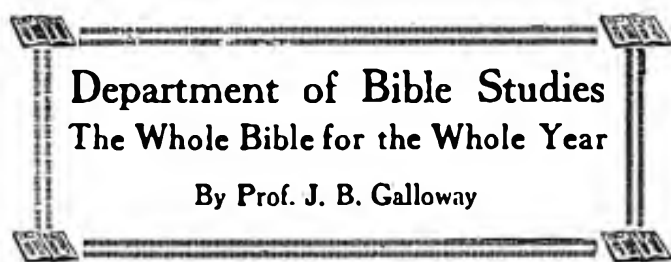 Department of Bible Studies
The Whole Bible for the Whole Year
By Prof. J. B. Galloway